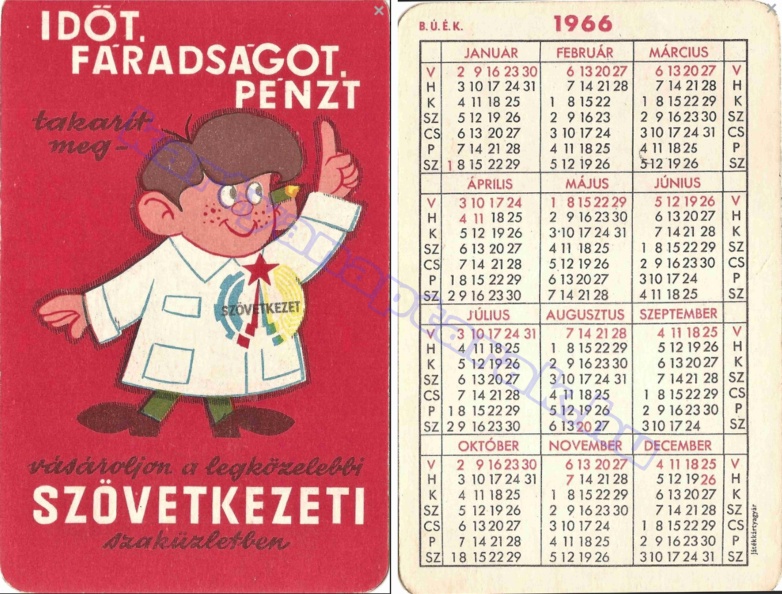 IDŐT,
FÁRADSÁGOT,
PÉNZT
takarít
meg-
SZÖVETKEZET
vásároljon a legközelebbi
SZÖVETKEZETI
szaküzletben
B. Ú. É. K. 1966
JANUÁR FEBRUÁR MÁRCIUS
V 2 9 16 23 30 6 13 20 27 6 13 20 27 V
H 3 10 17 24 31 7 14 21 28 7 14 21 28 H
K 4 11 18 25 1 8 15 22 1 8 15 22 29 K
SZ 5 12 19 26 2 9 16 23 2 9 16 23 30 SZ
CS 6 13 20 27 3 10 17 24 3 10 17 24 31 CS
P 7 14 21 28 4 11 18 25 4 11 18 25 P
SZ 1 8 15 22 29 5 12 19 26 5 12 19 26 SZ
ÁPRILIS MÁJUS JÚNIUS
V 3 10 17 24 1 8 15 22 29 5 12 19 26 V
H 4 11 18 25 2 9 16 23 30 6 13 20 27 H
K 5 12 19 26 3 10 17 24 31 7 14 21 28 K
SZ 6 13 20 27 4 11 18 25 1 8 15 22 29 SZ
CS 7 14 21 28 5 12 19 26 2 9 16 23 30 CS
P 1 8 15 22 29 6 13 20 27 3 10 17 24 P
SZ 2 9 16 23 30 7 14 21 28 4 11 18 25 SZ
JÚLIUS AUGUSZTUS SZEPTEMBER
V 3 10 17 24 31 7 14 21 28 4 11 18 25 V
H 4 11 18 25 1 8 15 22 29 5 12 19 26 H
K 5 12 19 26 2 9 16 23 30 6 13 20 27 K
SZ 6 13 20 27 3 10 17 24 31 7 14 21 28 SZ
CS 7 14 21 28 4 11 18 25 1 8 15 22 29 CS
P 1 8 15 22 29 5 12 19 26 2 9 16 23 30 P
SZ 2 9 16 23 30 6 13 20 27 3 10 17 24 SZ
OKTÓBER NOVEMBER DECEMBER
V 2 9 16 23 30 6 13 20 27 4 11 18 25 V
H 3 10 17 24 31 7 14 21 28 5 12 19 26 H
K 4 11 18 25 1 8 15 22 29 6 13 20 27 K
SZ 5 12 19 26 2 9 16 23 30 7 14 21 28 SZ
CS 6 13 20 27 3 10 17 24 1 8 15 22 29 CS
P 7 14 21 28 4 11 18 25 2 9 16 23 30 P
SZ 1 8 15 22 29 5 12 19 26 3 10 17 24 31 SZ
Játékkártyagyár